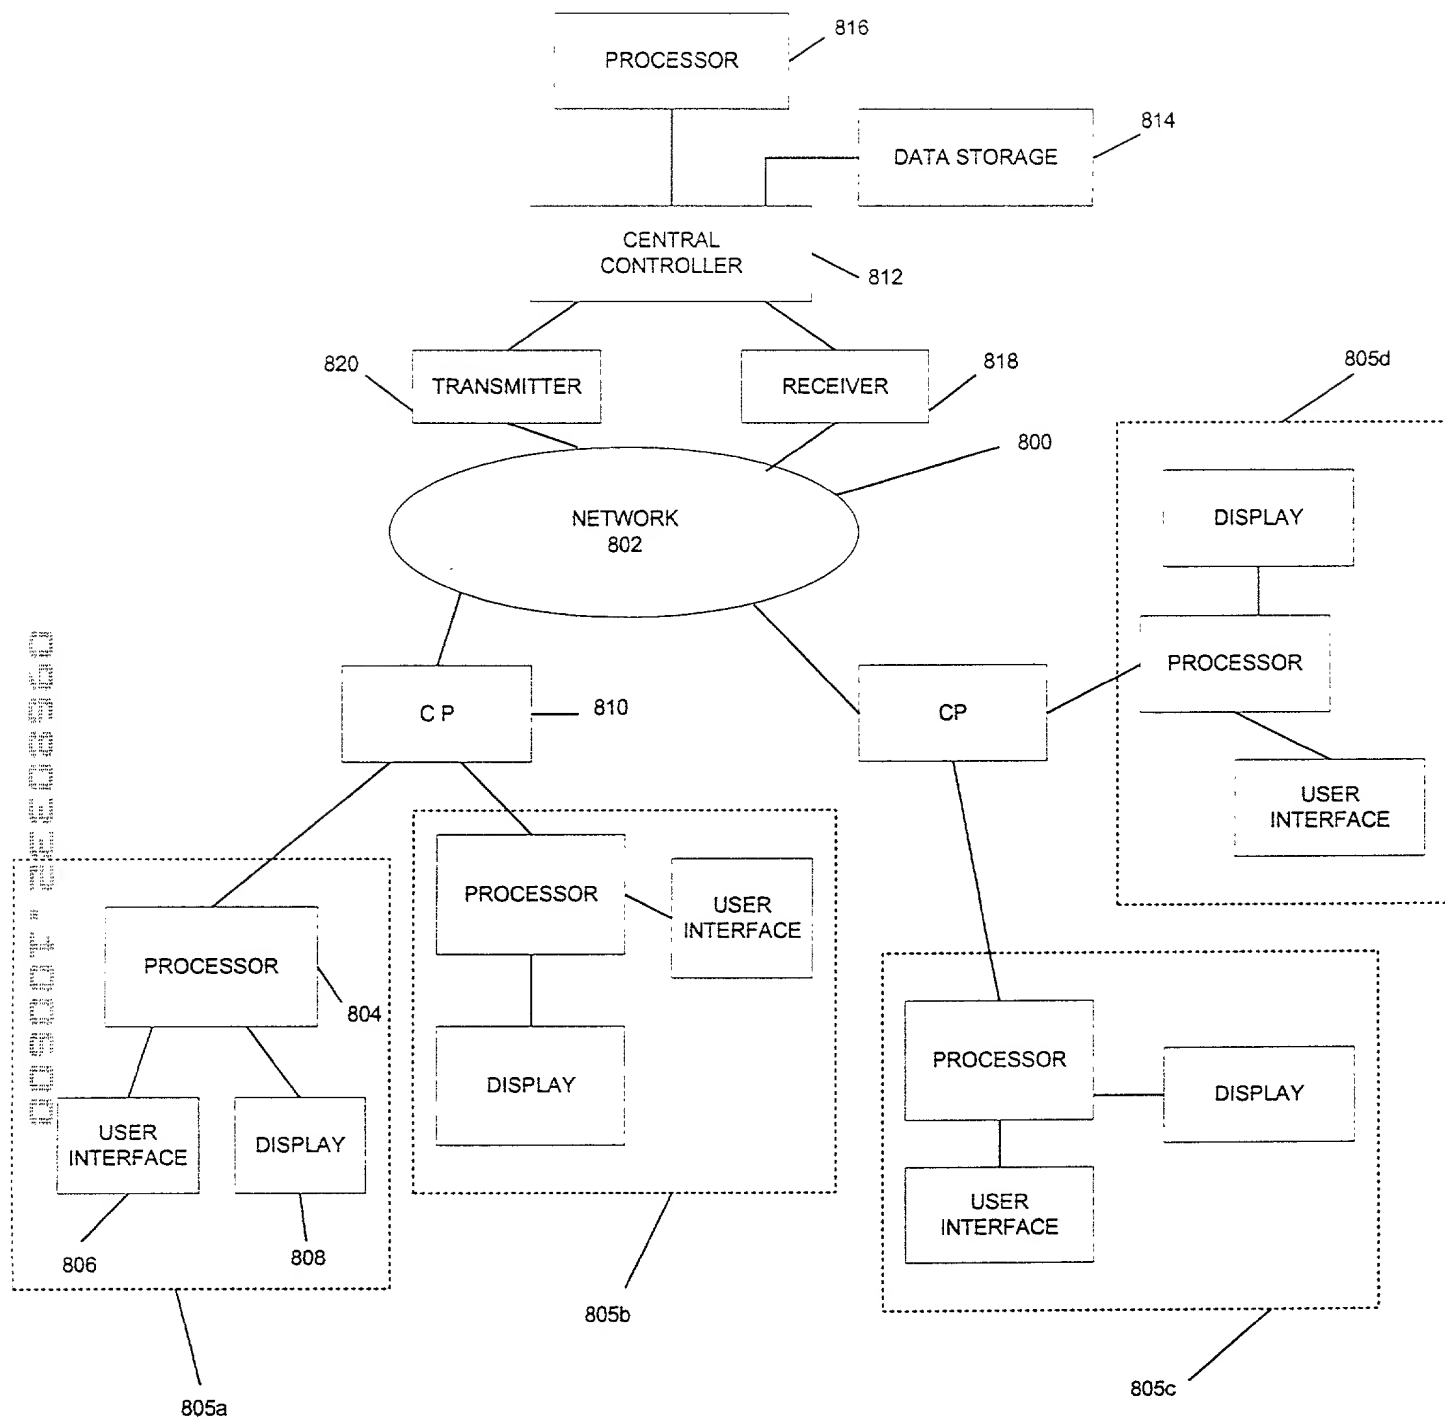 PROCESSOR
816
DATA STORAGE
814
CENTRAL
CONTROLLER
812
820
TRANSMITTER
RECEIVER
818
805d
800
NETWORK
802
DISPLAY
PROCESSOR
USER
INTERFACE
C P
810
CP
PROCESSOR
804
USER
INTERFACE
DISPLAY
806
808
805a
PROCESSOR
USER
INTERFACE
DISPLAY
805b
PROCESSOR
DISPLAY
USER
INTERFACE
805c